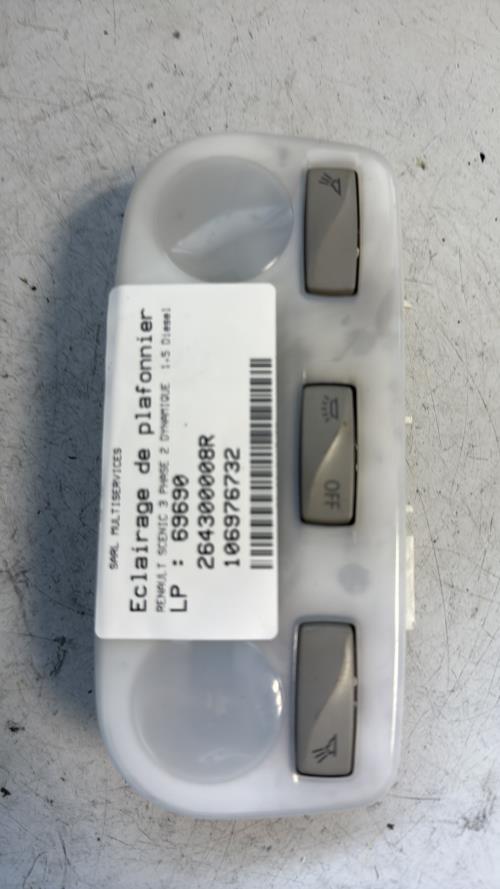 SARL MULTISERVICES
Eclairage de plafonnier
RENAULT SCENIC 3 PHASE 2 DYNAMIQUE 1.5 Diesel
LP : 69690
264300008R
106976732
OFF